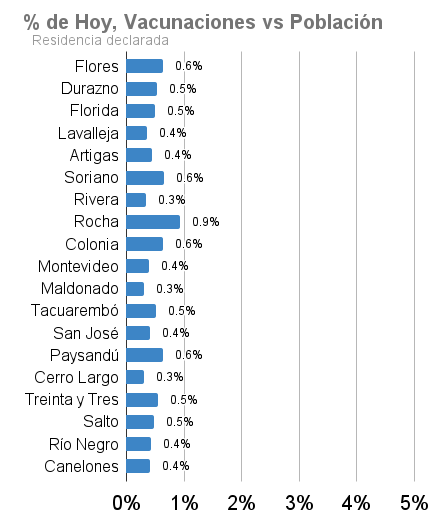 % de Hoy, Vacunaciones vs Población
Residencia declarada
Flores 0.6%
Durazno 0.5%
Florida 0.5%
Lavalleja 0.4%
Artigas 0.4%
Soriano 0.6%
Rivera 0.3%
Rocha 0.9%
Colonia 0.6%
Montevideo 0.4%
Maldonado 0.3%
Tacuarembó 0.5%
San José 0.4%
Paysandú 0.6%
Cerro Largo 0.3%
Treinta y Tres 0.5%
Salto 0.5%
Río Negro 0.4%
Canelones 0.4%
0% 1% 2% 3% 4% 5%